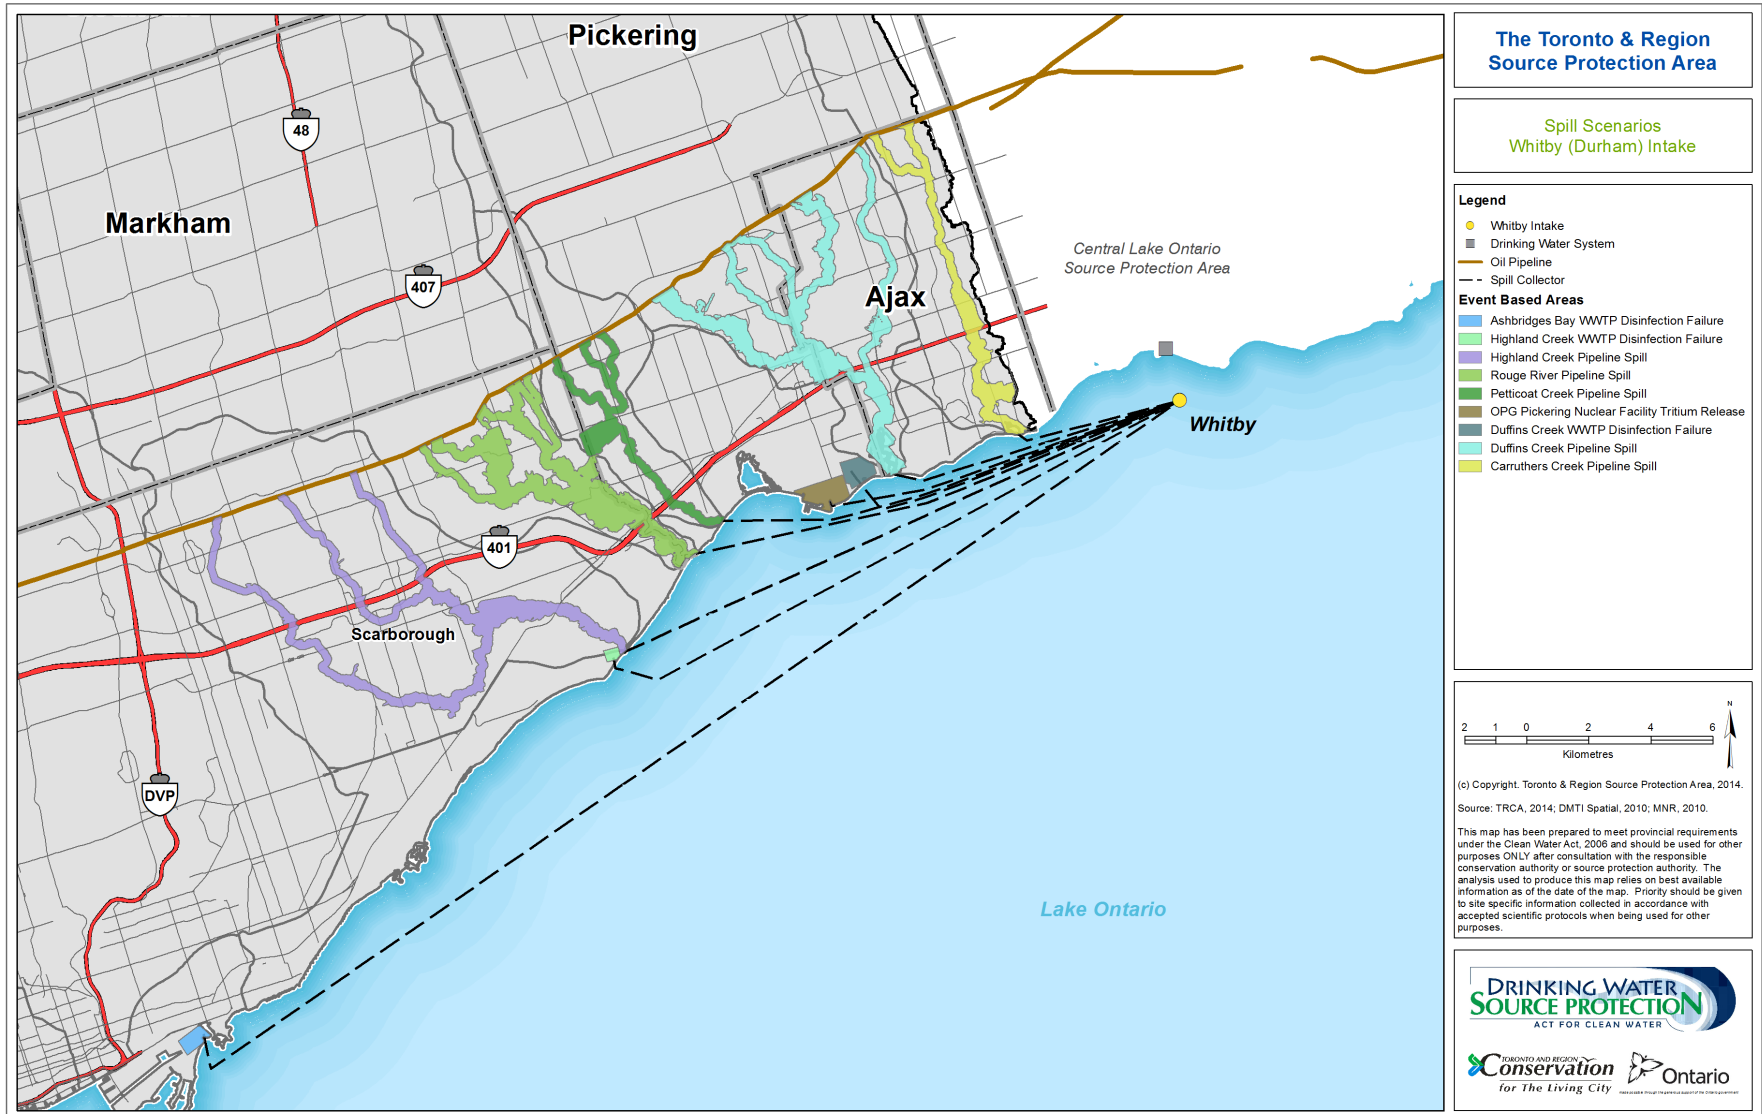 Pickering
48
Markham
407
Ajax
Central Lake Ontario
Source Protection Area
Whitby
401
Scarborough
DVP
Lake Ontario
The Toronto & Region
Source Protection Area
Spill Scenarios
Whitby (Durham) Intake
Legend
Whitby Intake
Drinking Water System
Oil Pipeline
Spill Collector
Event Based Areas
Ashbridges Bay WWTP Disinfection Failure
Highland Creek WWTP Disinfection Failure
Highland Creek Pipeline Spill
Rouge River Pipeline Spill
Petticoat Creek Pipeline Spill
OPG Pickering Nuclear Facility Tritium Release
Duffins Creek WWTP Disinfection Failure
Duffins Creek Pipeline Spill
Carruthers Creek Pipeline Spill
N
2 1 0 2 4 6
Kilometres
(c) Copyright. Toronto & Region Source Protection Area, 2014.
Source: TRCA, 2014; DMTI Spatial, 2010; MNR, 2010.
This map has been prepared to meet provincial requirements
under the Clean Water Act, 2006 and should be used for other
purposes ONLY after consultation with the responsible
conservation authority or source protection authority. The
analysis used to produce this map relies on best available
information as of the date of the map. Priority should be given
to site specific information collected in accordance with
accepted scientific protocols when being used for other
purposes.
DRINKING WATER
SOURCE PROTECTION
ACT FOR CLEAN WATER
TORONTO AND REGION
Conservation
for The Living City
Ontario
Made possible through the generous support of the Ontario government